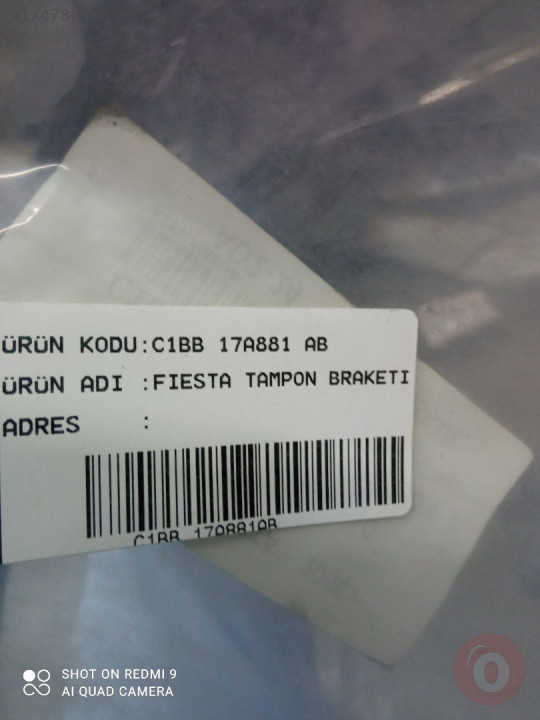 ÜRÜN KODU:C1BB 17A881 AB
ÜRÜN ADI :FIESTA TAMPON BRAKETI
ADRES :
C1BB 17A881AB
SHOT ON REDMI 9
AI QUAD CAMERA